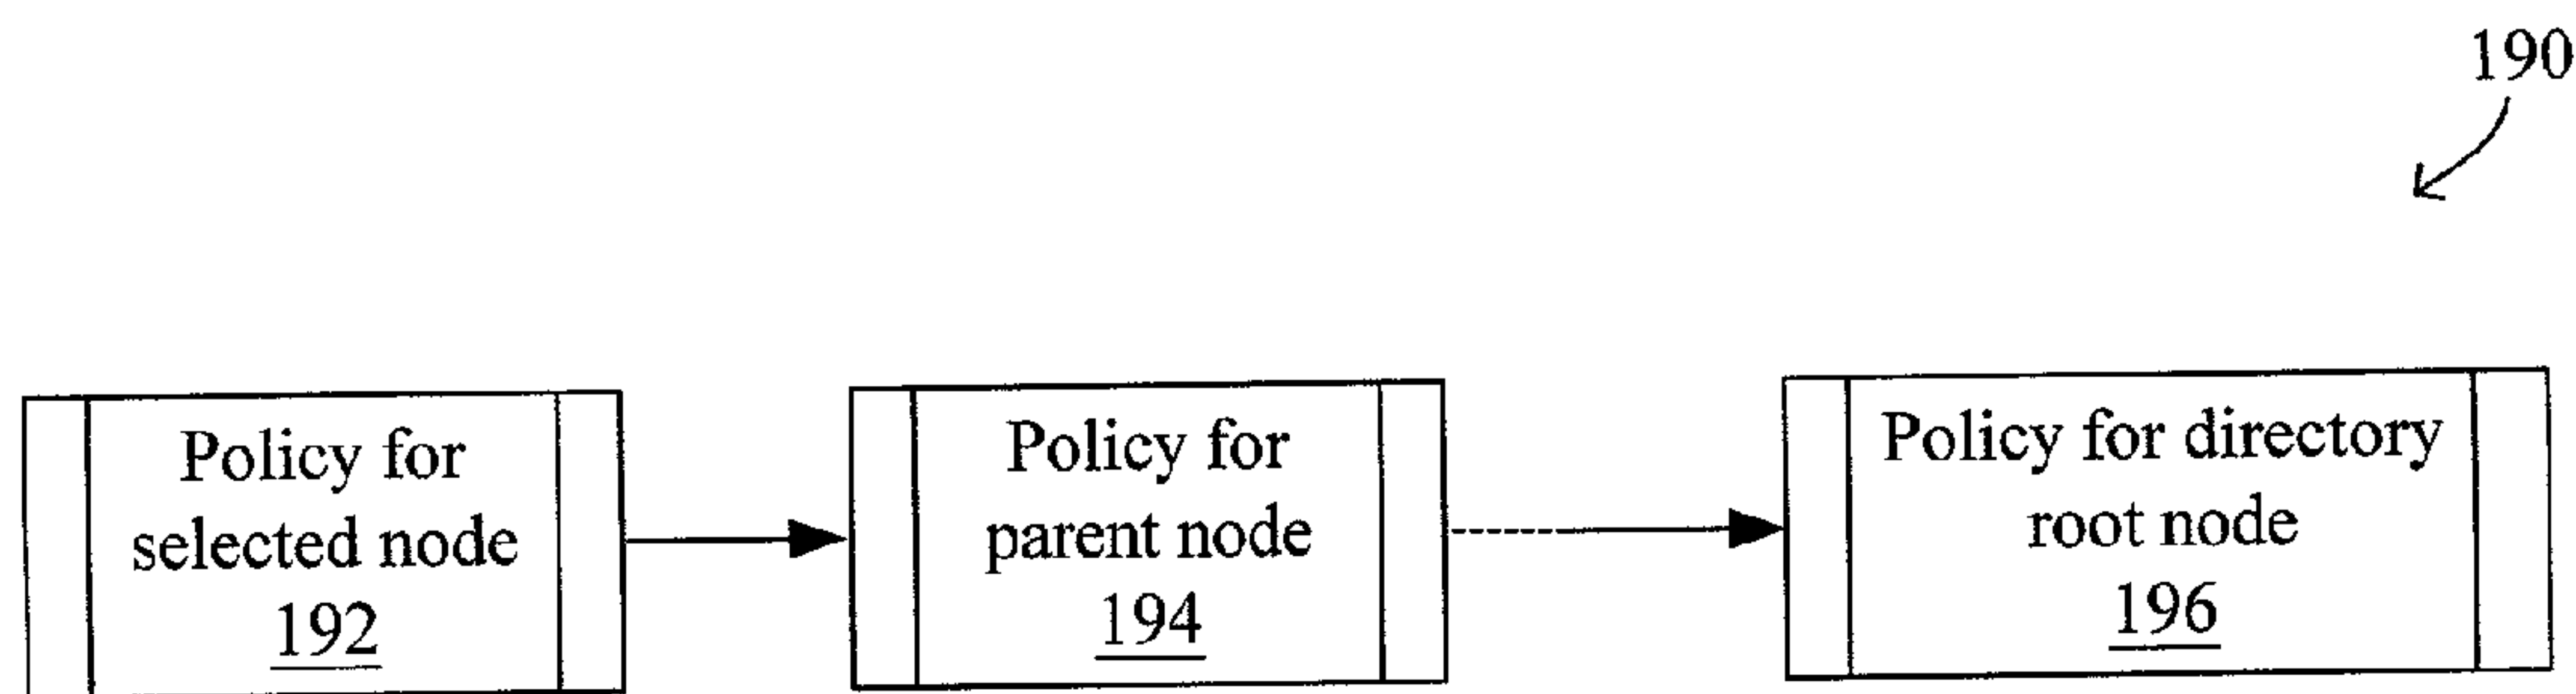 190
Policy for
selected node
192
Policy for
parent node
194
Policy for directory
root node
196